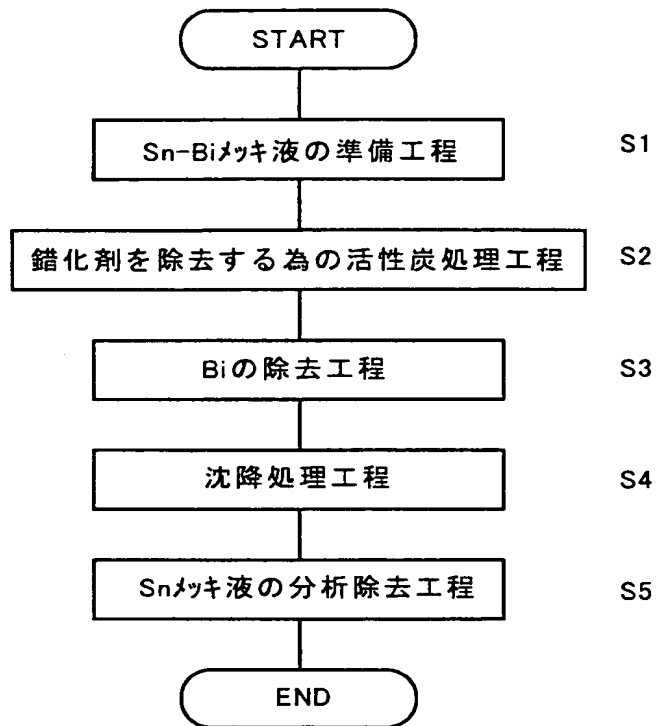 START
Sn-Biﾒｯｷ液の準備工程 S1
錯化剤を除去する為の活性炭処理工程 S2
Biの除去工程 S3
沈降処理工程 S4
Snﾒｯｷ液の分析除去工程 S5
END